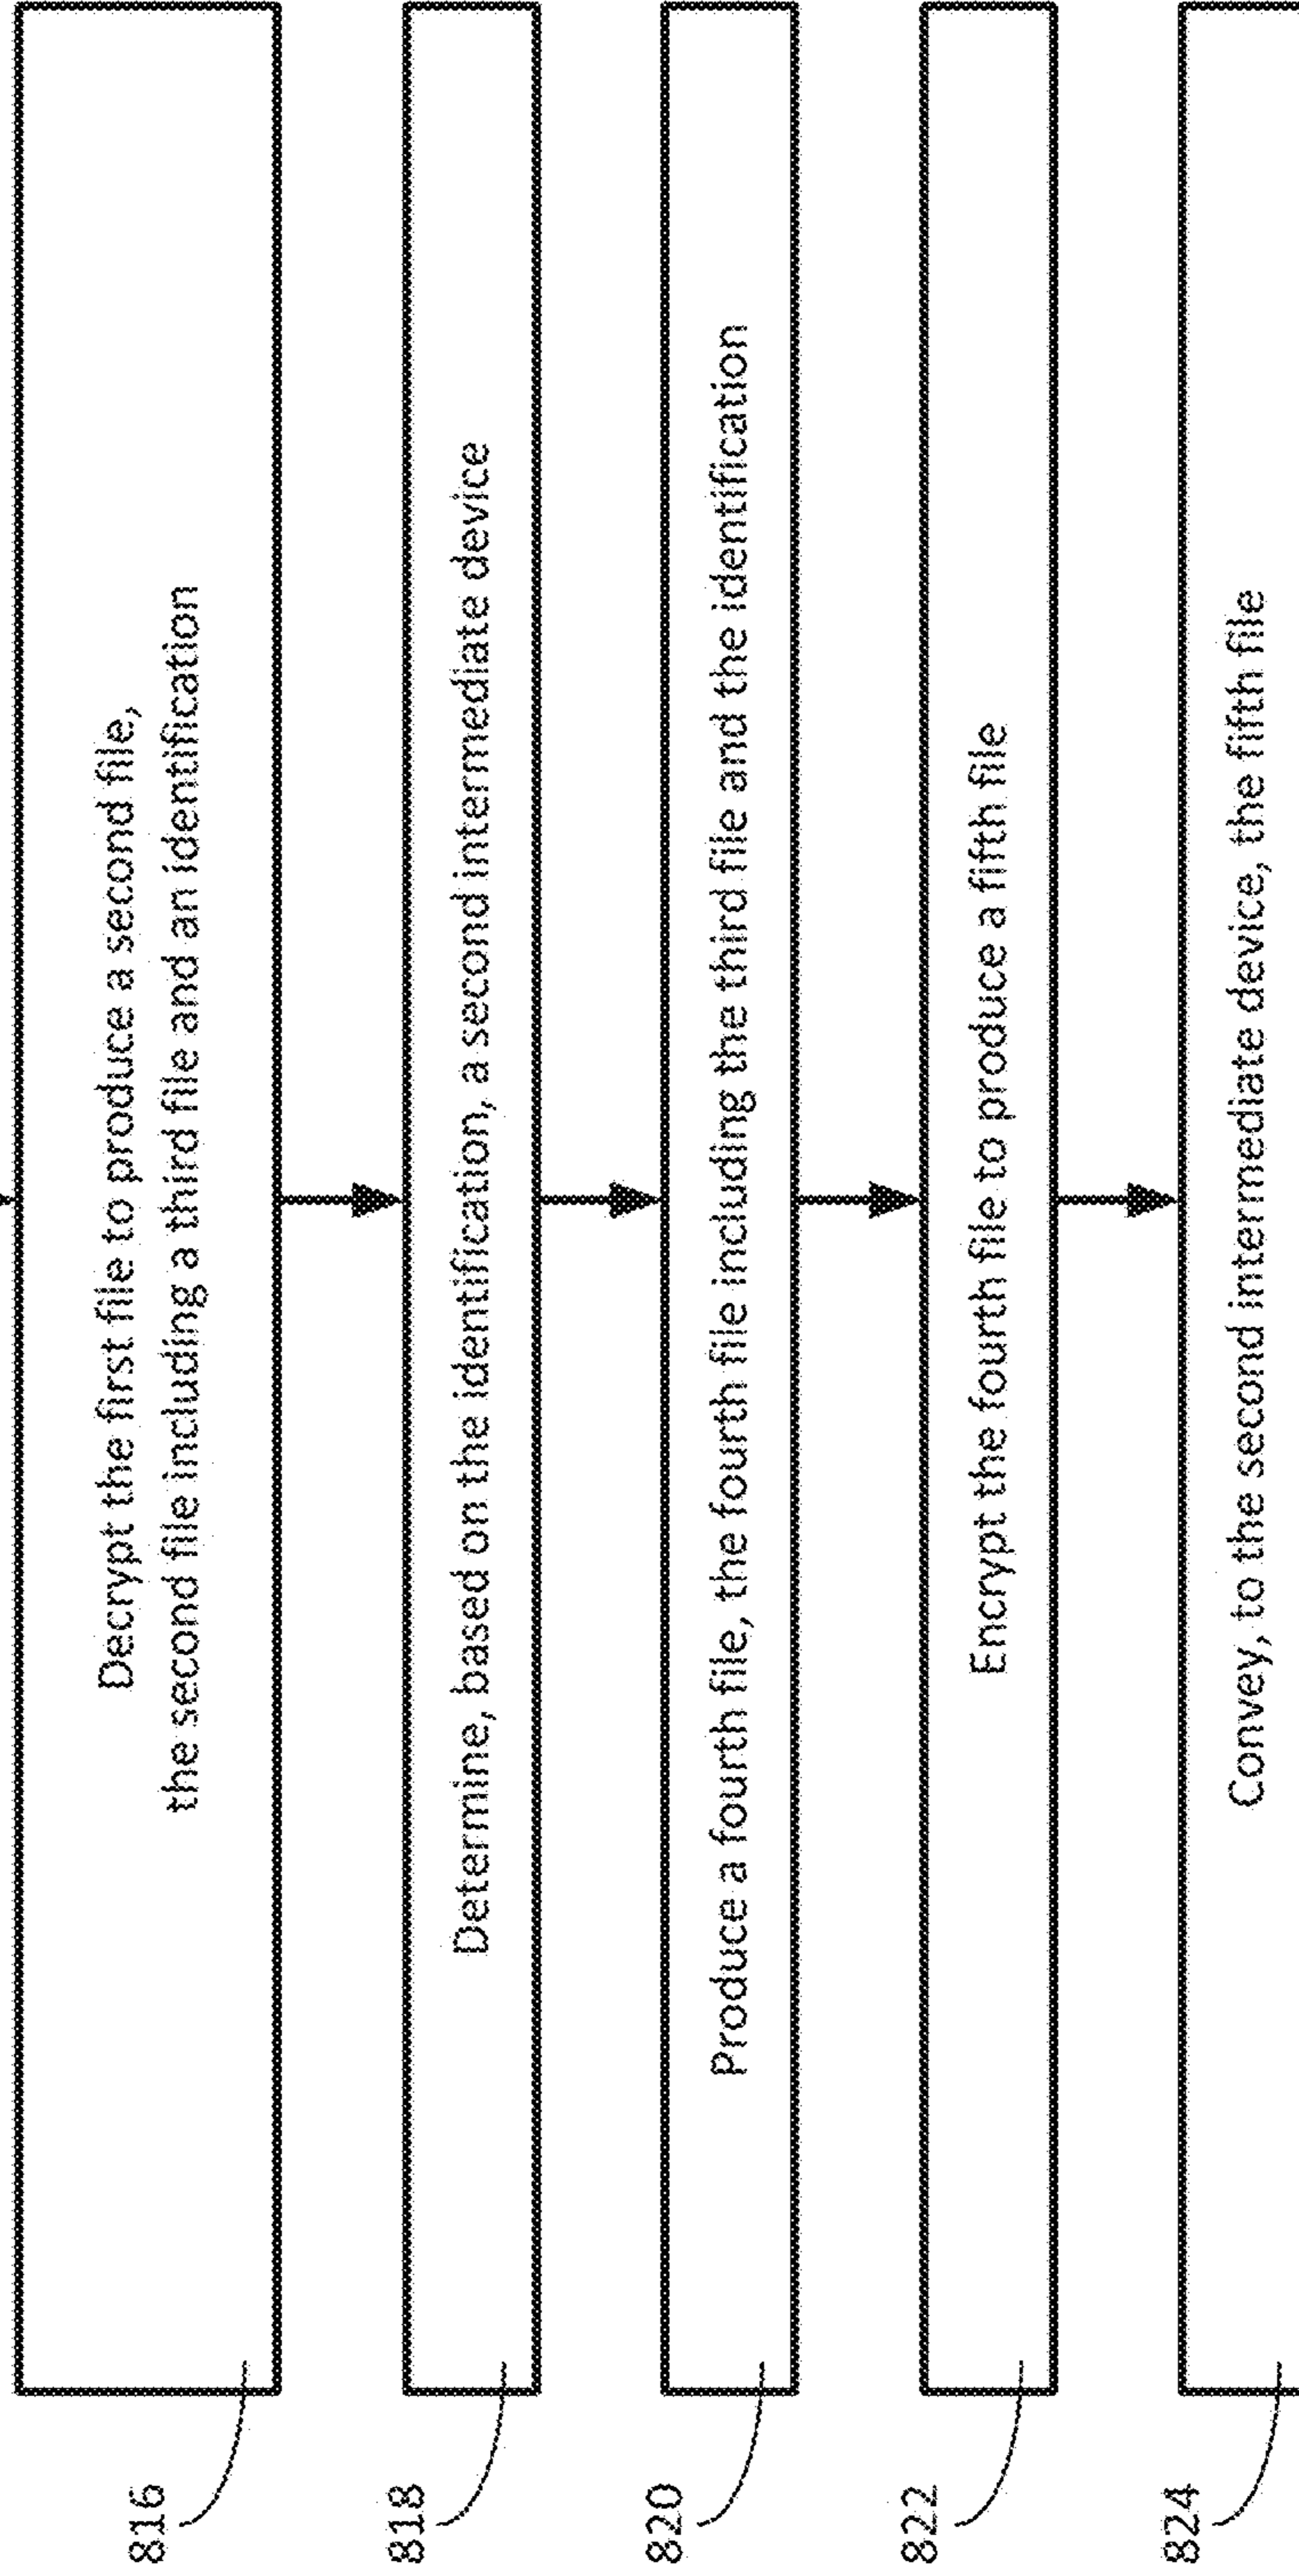 816
Decrypt the first file to produce a second file,
the second file including a third file and an identification
818
Determine, based on the identification, a second intermediate device
820
Produce a fourth file, the fourth file including the third file and the identification
822
Encrypt the fourth file to produce a fifth file
824
Convey, to the second intermediate device, the fifth file